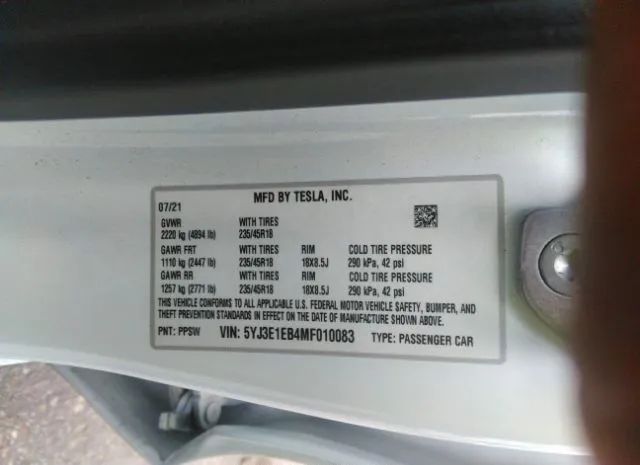 MFD BY TESLA, INC.
07/21
GVWR WITH TIRES
2220 kg (4894 lb) 235/45R18
GAWR FRT WITH TIRES RIM COLD TIRE PRESSURE
1110 kg (2447 lb) 235/45R18 18X8.5J 290 kPa, 42 psi
GAWR RR WITH TIRES RIM COLD TIRE PRESSURE
1257 kg (2771 lb) 235/45R18 18X8.5J 290 kPa, 42 psi
THIS VEHICLE CONFORMS TO ALL APPLICABLE U.S. FEDERAL MOTOR VEHICLE SAFETY, BUMPER, AND
THEFT PREVENTION STANDARDS IN EFFECT ON THE DATE OF MANUFACTURE SHOWN ABOVE.
PNT: PPSW VIN: 5YJ3E1EB4MF010083 TYPE: PASSENGER CAR